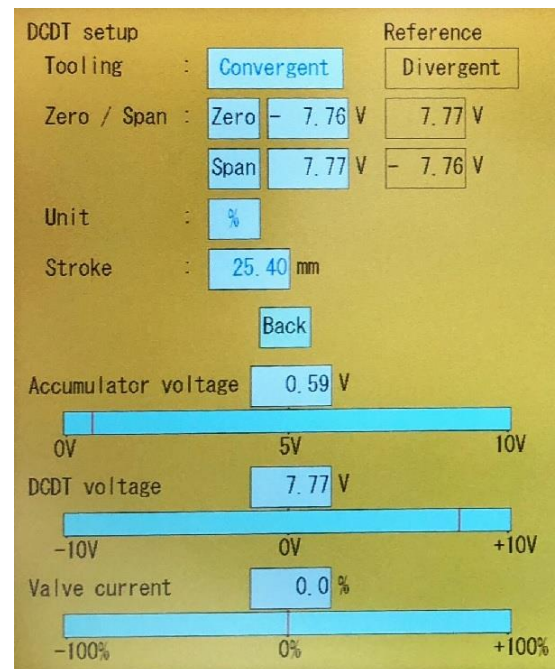 DCDT setup Reference
Tooling : Convergent Divergent
Zero / Span : Zero - 7.76 V 7.77 V
Span 7.77 V - 7.76 V
Unit : %
Stroke : 25.40 mm
Back
Accumulator voltage 0.59 V
0V 5V 10V
DCDT voltage 7.77 V
-10V 0V +10V
Valve current 0.0 %
-100% 0% +100%